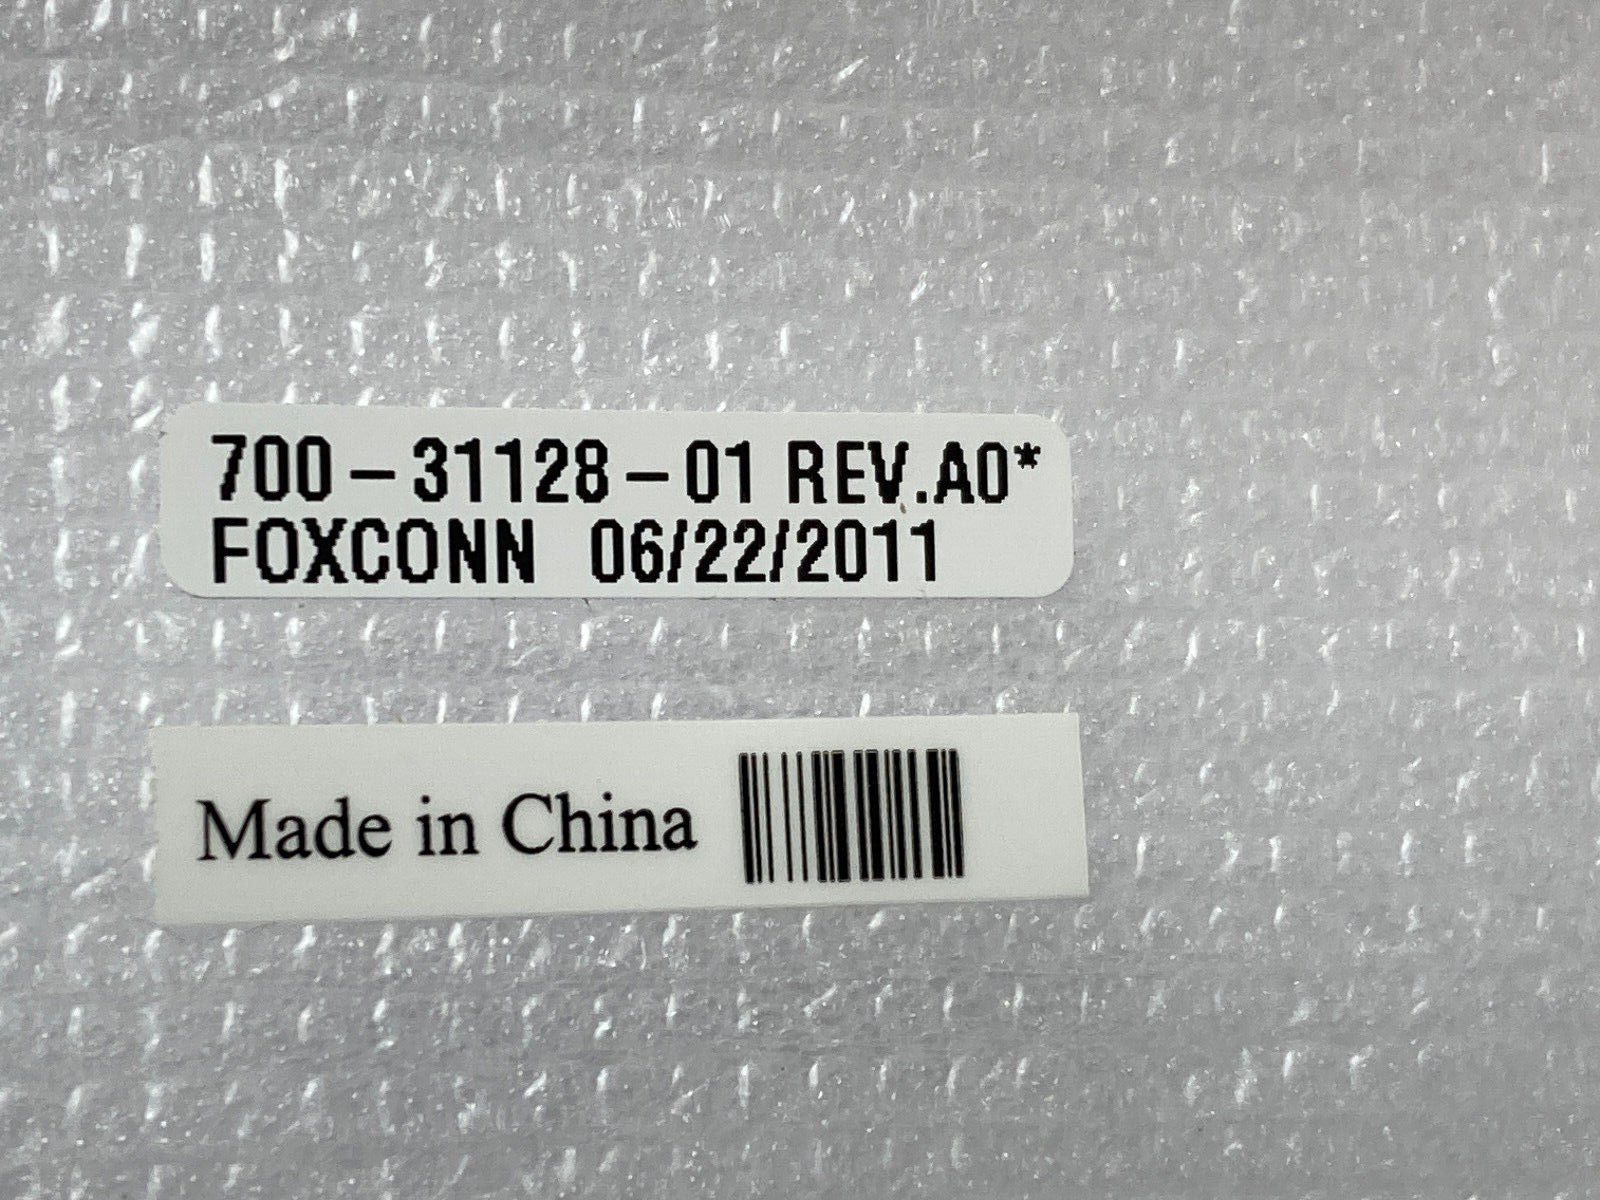 700-31128-01 REV.A0*
FOXCONN 06/22/2011
Made in China